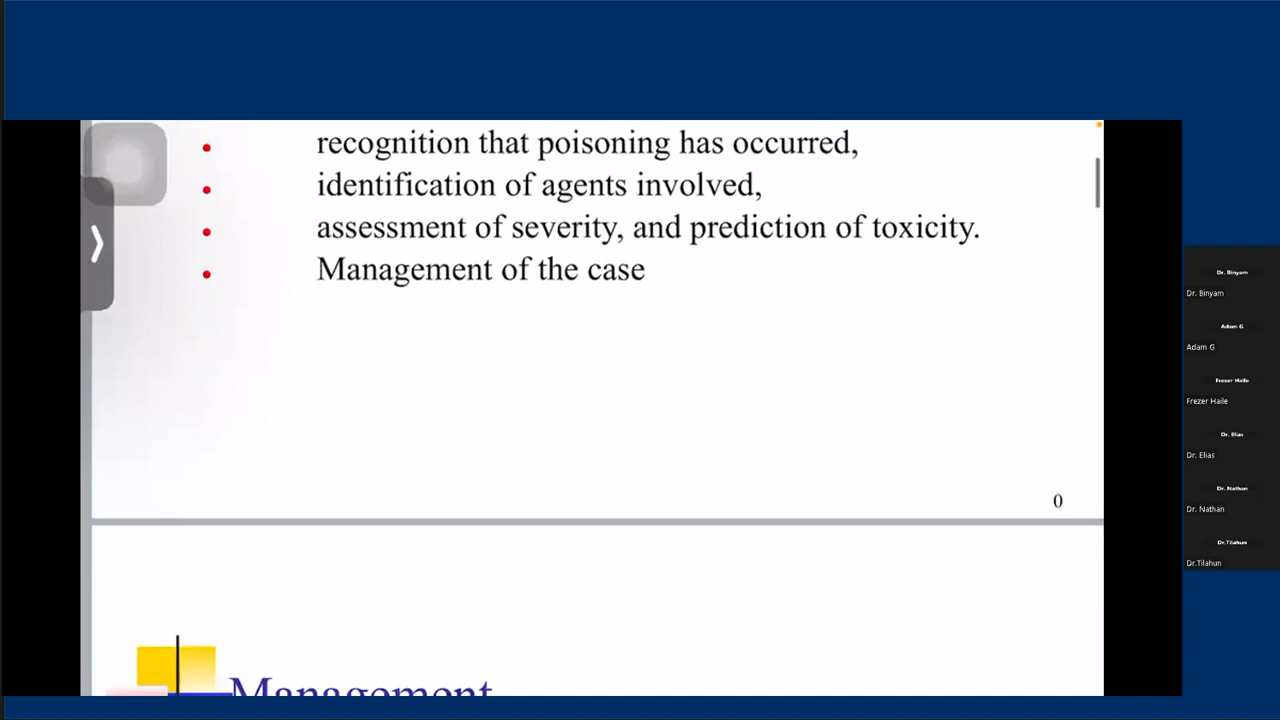 recognition that poisoning has occurred,
identification of agents involved,
assessment of severity, and prediction of toxicity.
Management of the case
0
Management
Dr. Binyam
Dr. Binyam
Adam G
Adam G
Frezer Haile
Frezer Haile
Dr. Elias
Dr. Elias
Dr. Nathan
Dr. Nathan
Dr.Tilahun
Dr.Tilahun